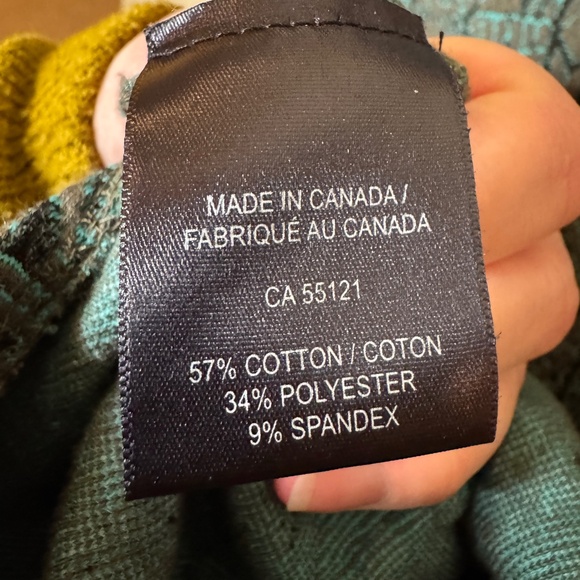 MADE IN CANADA /
FABRIQUÉ AU CANADA
CA 55121
57% COTTON / COTON
34% POLYESTER
9% SPANDEX